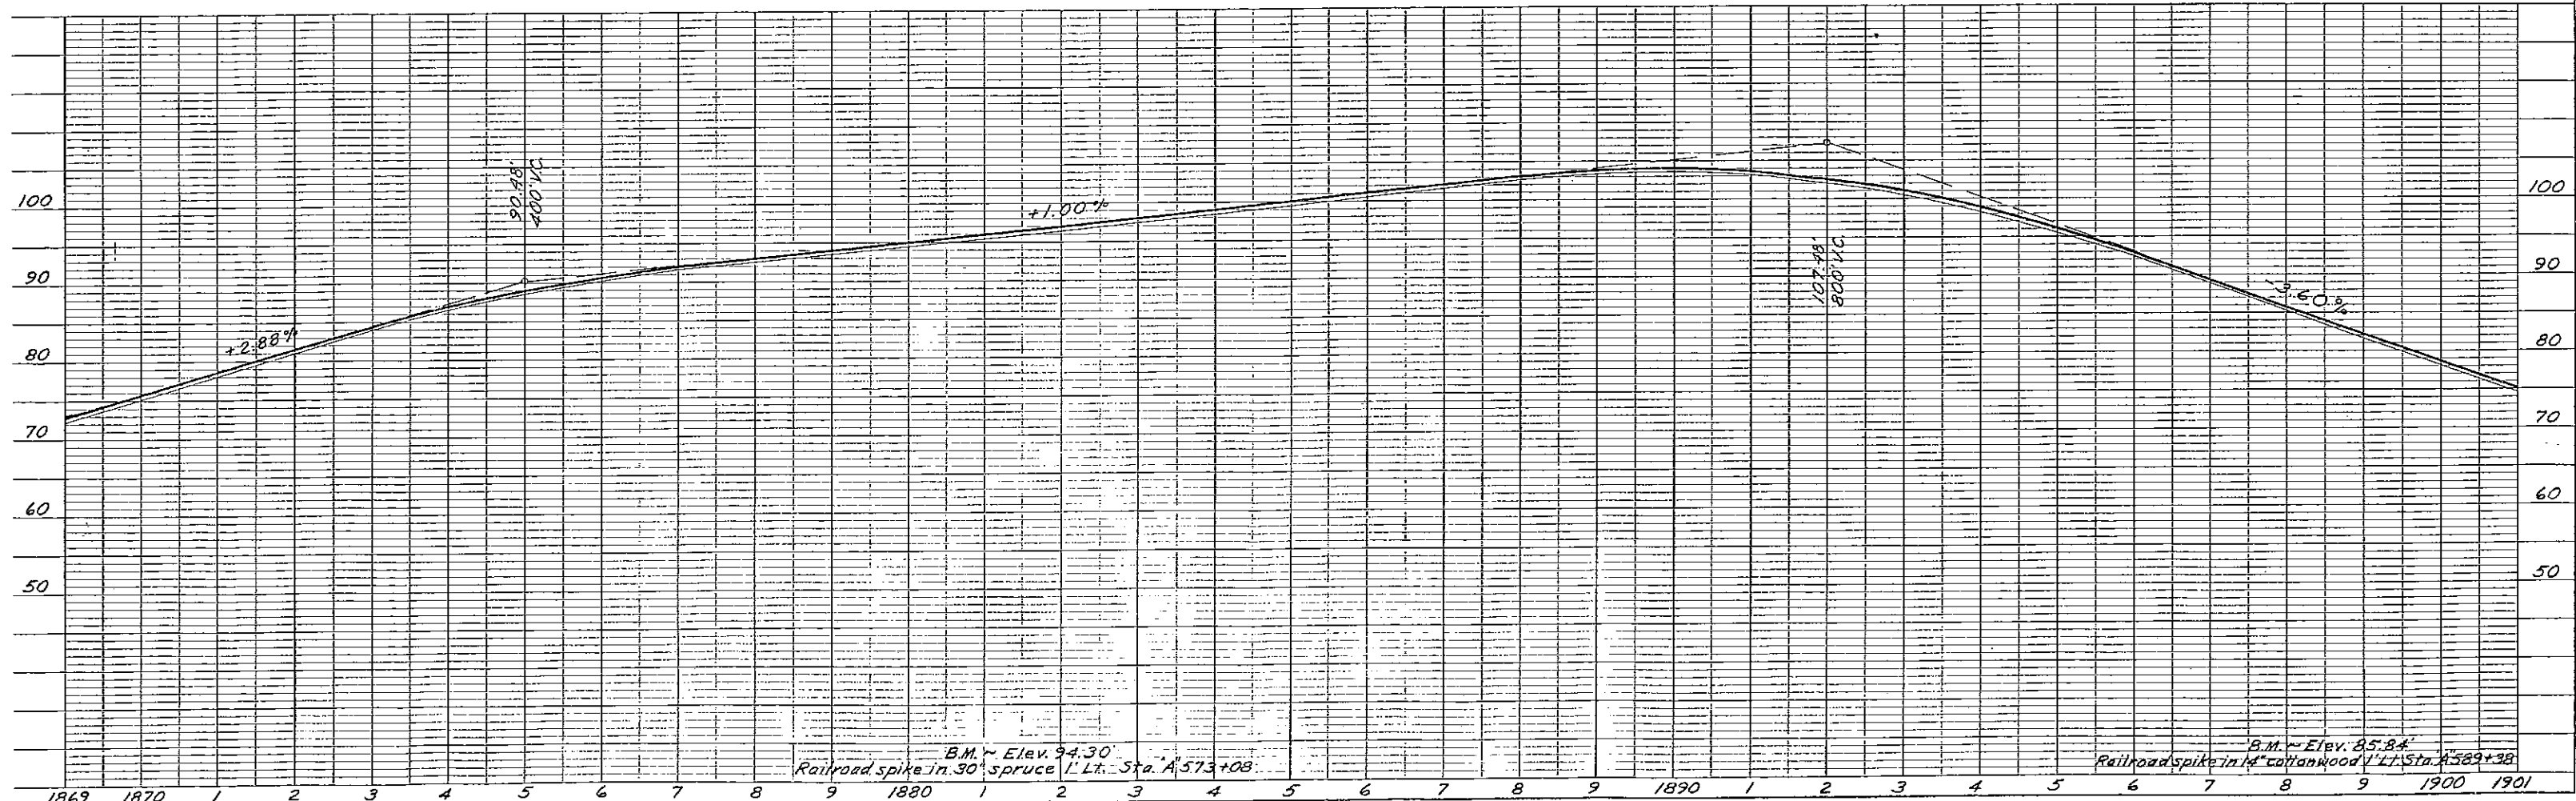 90.48'
400' V.C.
+1.00%
107.48'
800' V.C.
+2.88%
-3.60%
100
90
80
70
60
50
100
90
80
70
60
50
B.M. ~ Elev. 94.30'
Railroad spike in 30" spruce 1' Lt. Sta. "A" 573+08
B.M. ~ Elev. 85.84'
Railroad spike in 14" cottonwood 1' Lt. Sta. "A" 589+38
1869 1870 1 2 3 4 5 6 7 8 9 1880 1 2 3 4 5 6 7 8 9 1890 1 2 3 4 5 6 7 8 9 1900 1901